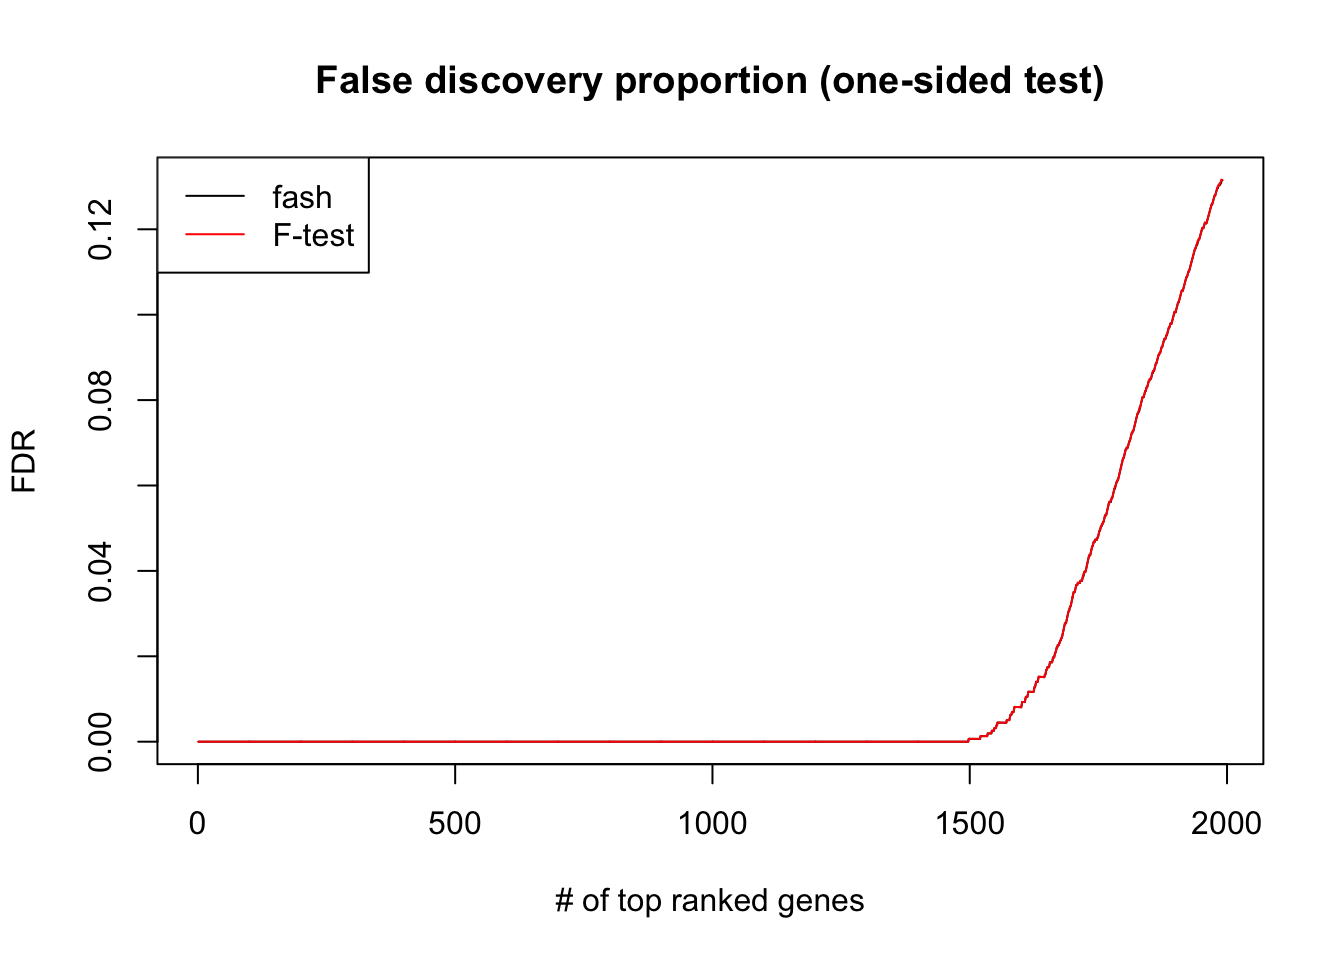 False discovery proportion (one-sided test)
fash
F-test
0.12
0.08
0.04
0.00
FDR
0 500 1000 1500 2000
# of top ranked genes